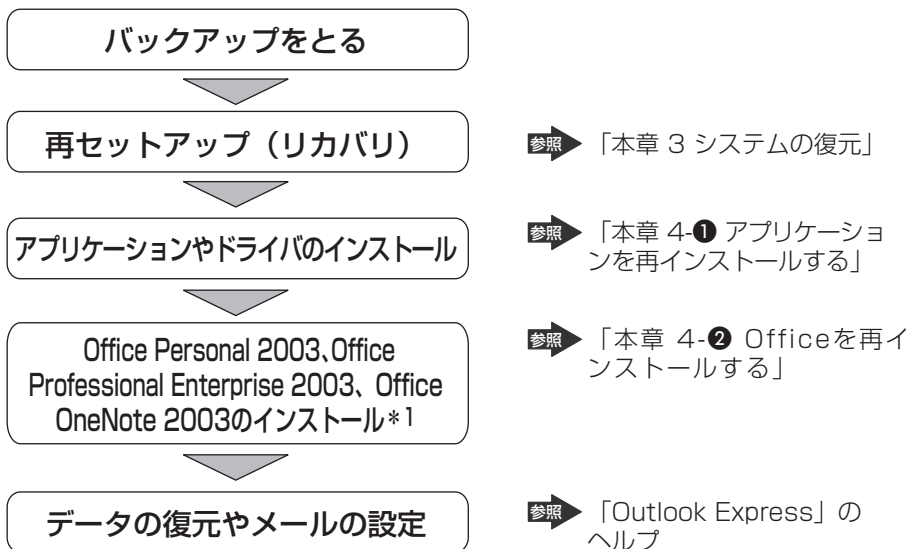 バックアップをとる
再セットアップ（リカバリ）
参照 「本章 3 システムの復元」
アプリケーションやドライバのインストール
参照 「本章 4-❶ アプリケーショ
ンを再インストールする」
Office Personal 2003、Office
Professional Enterprise 2003、Office
OneNote 2003のインストール*1
参照 「本章 4-❷ Officeを再イ
ンストールする」
データの復元やメールの設定
参照 「Outlook Express」の
ヘルプ